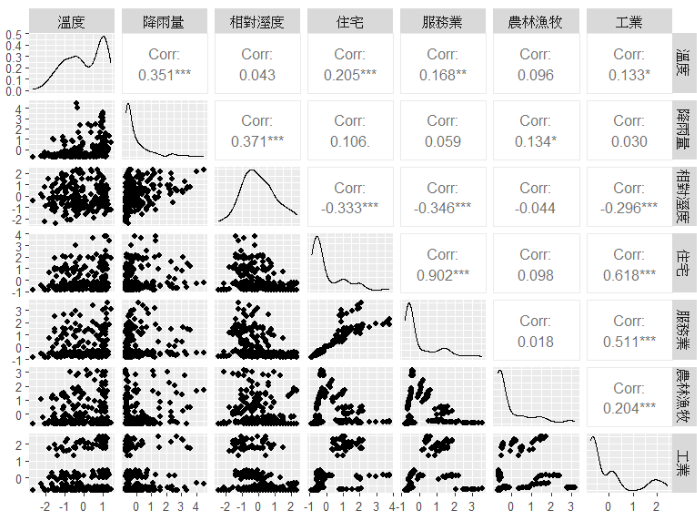 溫度 降雨量 相對溼度 住宅 服務業 農林漁牧 工業
0.5
0.4
0.3
0.2
0.1
0.0
Corr:
0.351***
Corr:
0.043
Corr:
0.205***
Corr:
0.168**
Corr:
0.096
Corr:
0.133*
溫度
4
3
2
1
0
Corr:
0.371***
Corr:
0.106.
Corr:
0.059
Corr:
0.134*
Corr:
0.030
降雨量
2
1
0
-1
-2
Corr:
-0.333***
Corr:
-0.346***
Corr:
-0.044
Corr:
-0.296***
相對溼度
4
3
2
1
0
-1
Corr:
0.902***
Corr:
0.098
Corr:
0.618***
住宅
3
2
1
0
-1
Corr:
0.018
Corr:
0.511***
服務業
3
2
1
0
Corr:
0.204***
農林漁牧
2
1
0
工業
-2 -1 0 1 0 1 2 3 4 -2 -1 0 1 2 -1 0 1 2 3 4 -1 0 1 2 3 0 1 2 3 0 1 2